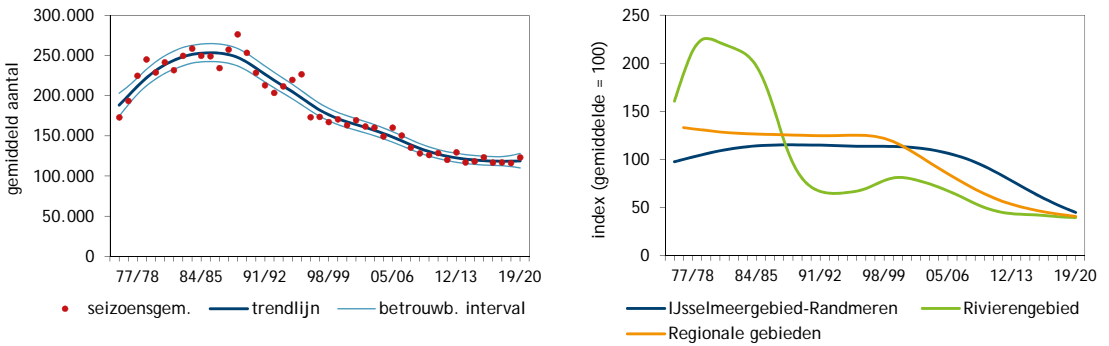 300.000
250.000
200.000
150.000
100.000
50.000
0
gemiddeld aantal
77/78 84/85 91/92 98/99 05/06 12/13 19/20
seizoensgem. trendlijn betrouwb. interval
250
200
150
100
50
0
index (gemiddelde = 100)
77/78 84/85 91/92 98/99 05/06 12/13 19/20
IJsselmeergebied-Randmeren Rivierengebied
Regionale gebieden